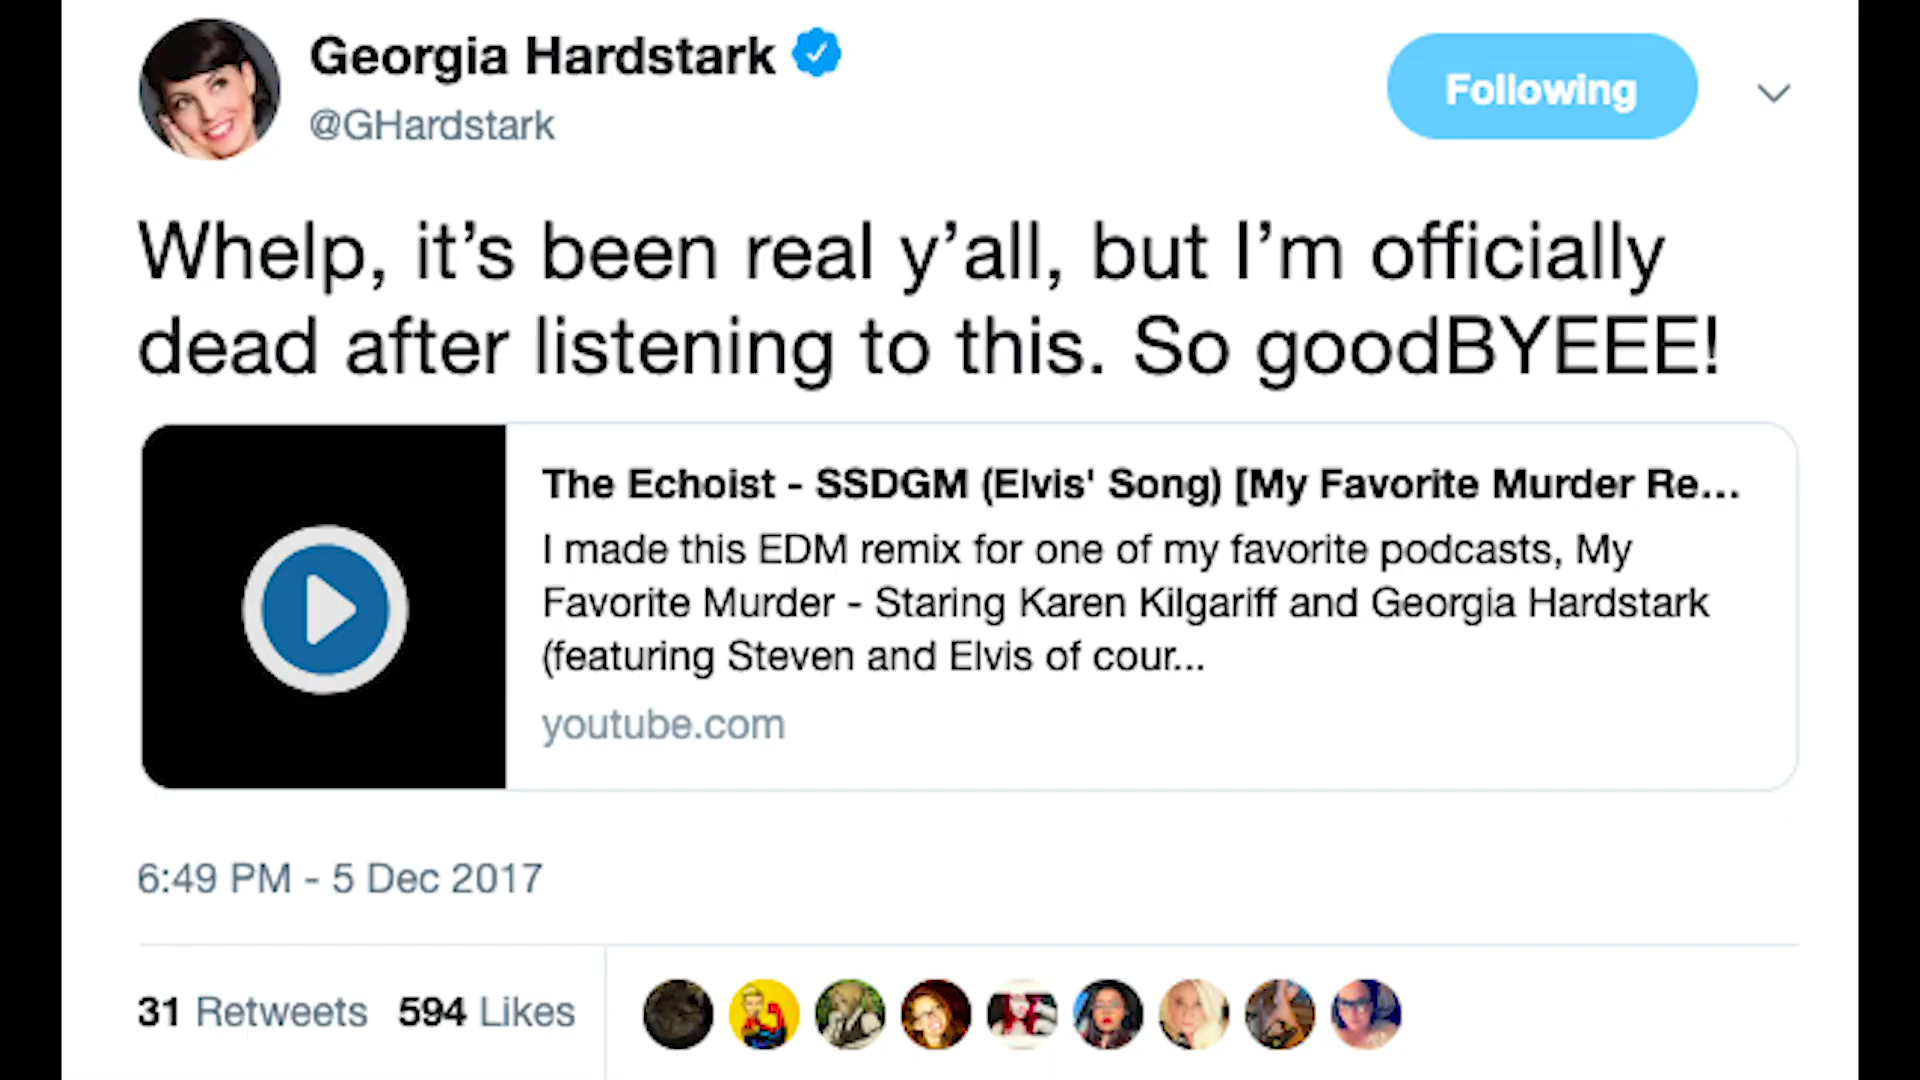 Georgia Hardstark
@GHardstark
Following
Whelp, it’s been real y’all, but I’m officially
dead after listening to this. So goodBYEEE!
The Echoist - SSDGM (Elvis' Song) [My Favorite Murder Re...
I made this EDM remix for one of my favorite podcasts, My
Favorite Murder - Staring Karen Kilgariff and Georgia Hardstark
(featuring Steven and Elvis of cour...
youtube.com
6:49 PM - 5 Dec 2017
31 Retweets 594 Likes